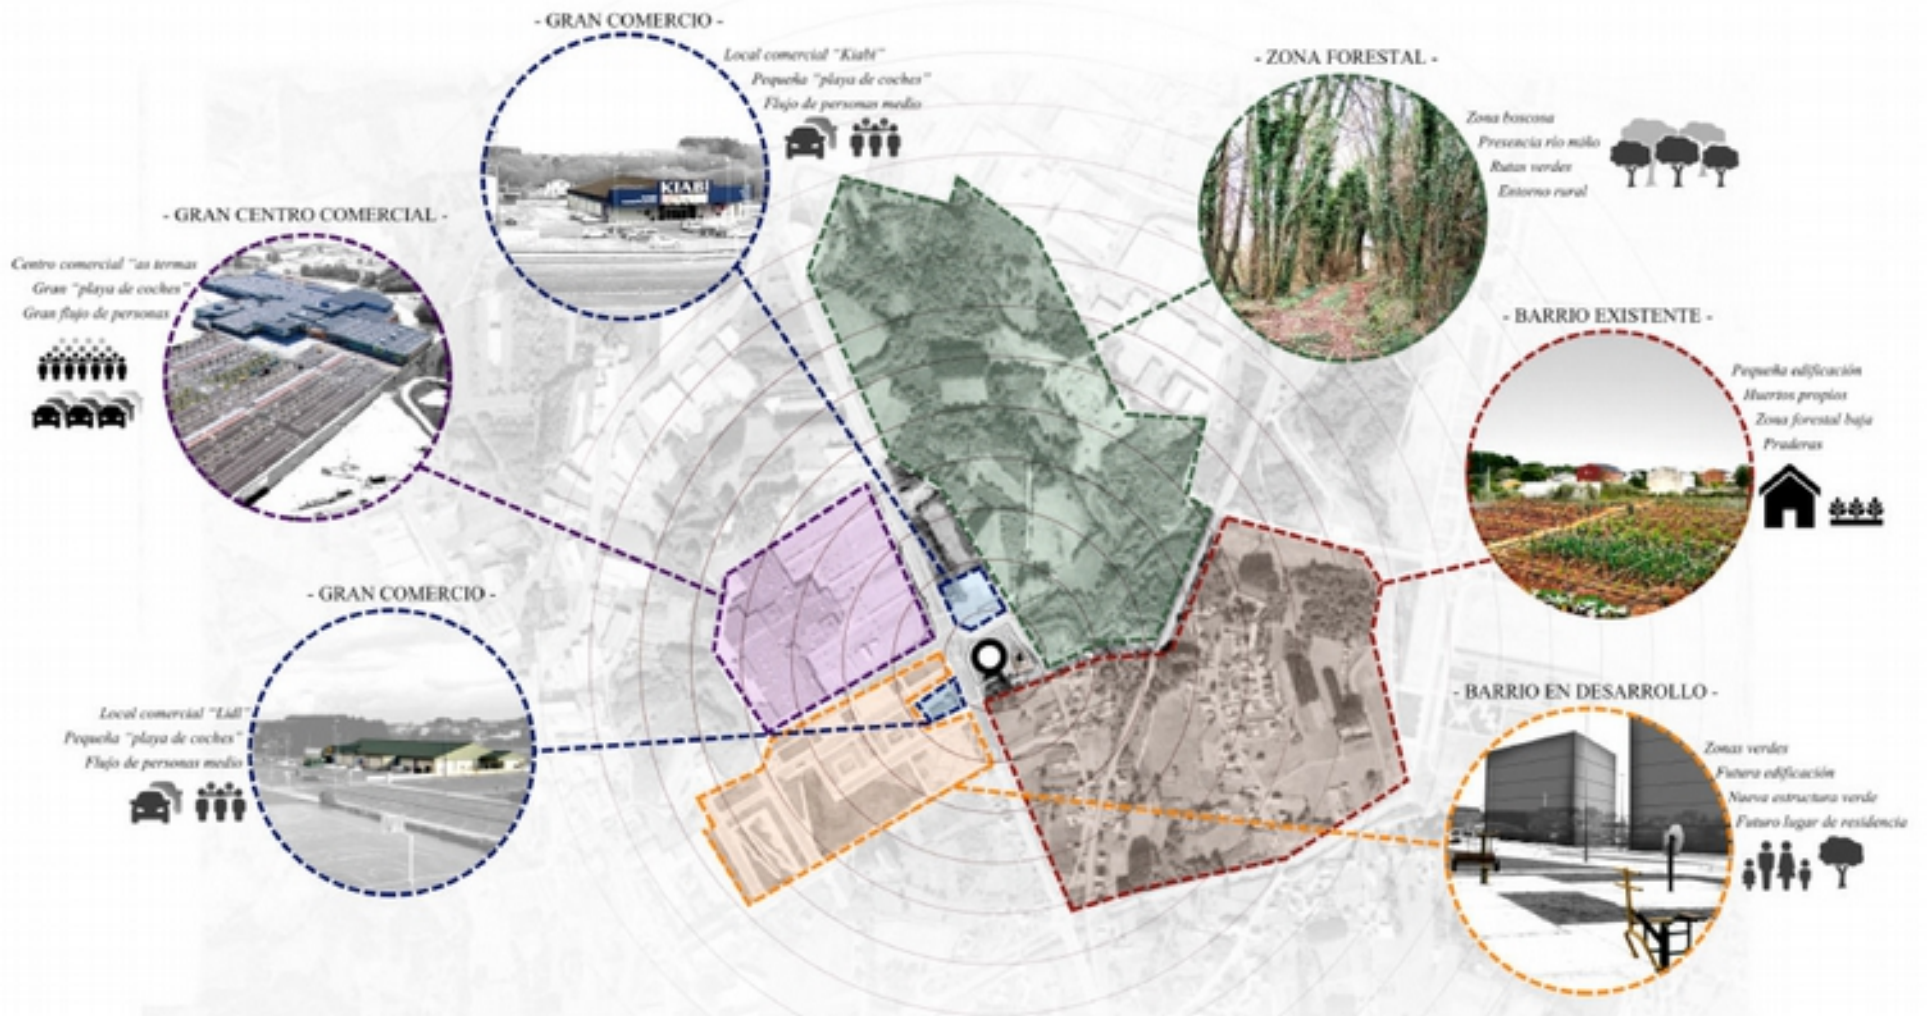 - GRAN COMERCIO -
Local comercial "Kiabi"
Pequeña "playa de coches"
Flujo de personas medio
KIABI
- ZONA FORESTAL -
Zona boscosa
Presencia río miño
Rutas verdes
Entorno rural
- GRAN CENTRO COMERCIAL -
Centro comercial "as termas
Gran "playa de coches"
Gran flujo de personas
- BARRIO EXISTENTE -
Pequeña edificación
Huertos propios
Zona forestal baja
Praderas
- GRAN COMERCIO -
Local comercial "Lidl"
Pequeña "playa de coches"
Flujo de personas medio
- BARRIO EN DESARROLLO -
Zonas verdes
Futura edificación
Nueva estructura verde
Futuro lugar de residencia